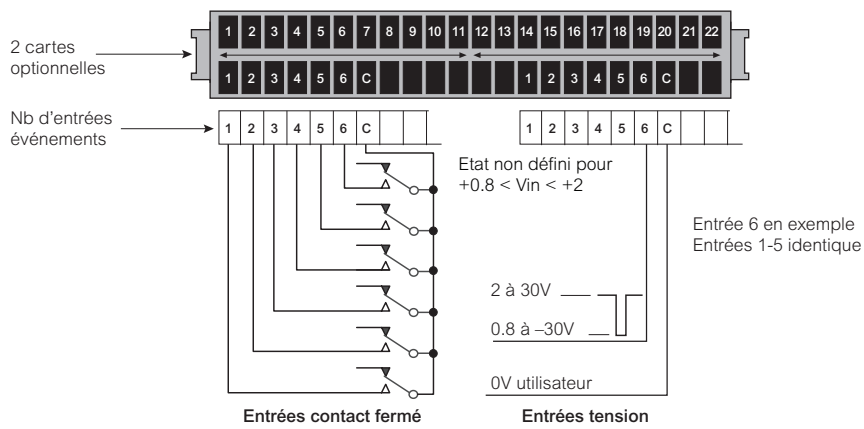 1 2 3 4 5 6 7 8 9 10 11 12 13 14 15 16 17 18 19 20 21 22
2 cartes
optionnelles
1 2 3 4 5 6 C 1 2 3 4 5 6 C
Nb d'entrées
événements
1 2 3 4 5 6 C 1 2 3 4 5 6 C
Etat non défini pour
+0.8 < Vin < +2
Entrée 6 en exemple
Entrées 1-5 identique
2 à 30V
0.8 à –30V
0V utilisateur
Entrées contact fermé
Entrées tension